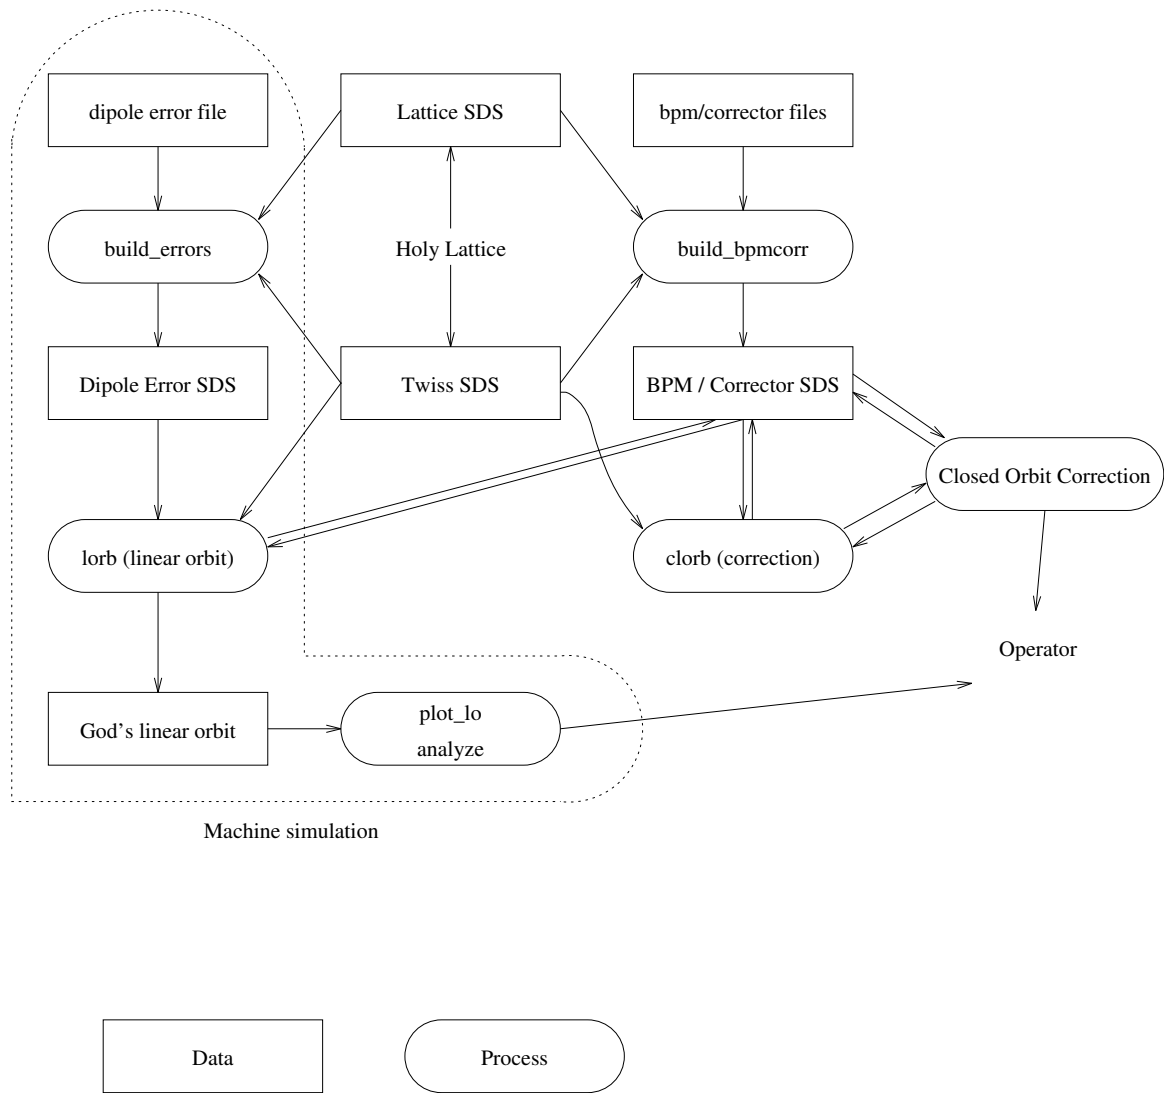 dipole error file
Lattice SDS
bpm/corrector files
build_errors
Holy Lattice
build_bpmcorr
Dipole Error SDS
Twiss SDS
BPM / Corrector SDS
Closed Orbit Correction
lorb (linear orbit)
clorb (correction)
Operator
God's linear orbit
plot_lo
analyze
Machine simulation
Data
Process